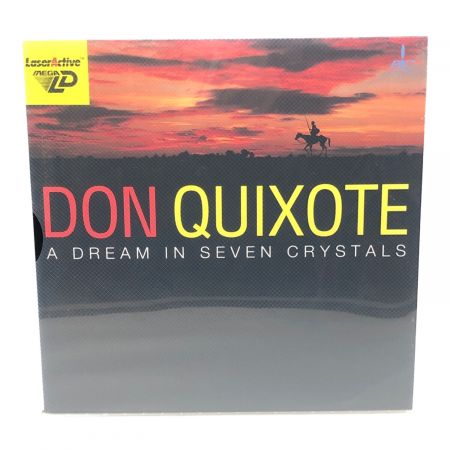 LaserActive
MEGA LD
DON QUIXOTE
A DREAM IN SEVEN CRYSTALS